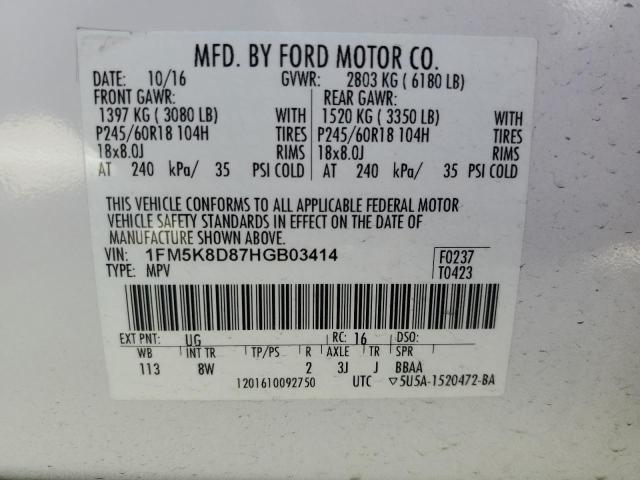 MFD. BY FORD MOTOR CO.
DATE: 10/16 GVWR: 2803 KG ( 6180 LB)
FRONT GAWR: REAR GAWR:
1397 KG ( 3080 LB) WITH 1520 KG ( 3350 LB) WITH
P245/60R18 104H TIRES P245/60R18 104H TIRES
18x8.0J RIMS 18x8.0J RIMS
AT 240 kPa/ 35 PSI COLD AT 240 kPa/ 35 PSI COLD
THIS VEHICLE CONFORMS TO ALL APPLICABLE FEDERAL MOTOR
VEHICLE SAFETY STANDARDS IN EFFECT ON THE DATE OF
MANUFACTURE SHOWN ABOVE.
VIN: 1FM5K8D87HGB03414 F0237
TYPE: MPV T0423
EXT PNT: UG RC: 16 DSO:
WB INT TR TP/PS R AXLE TR SPR
113 8W 2 3J J BBAA
1201610092750 UTC ▽5U5A-1520472-BA